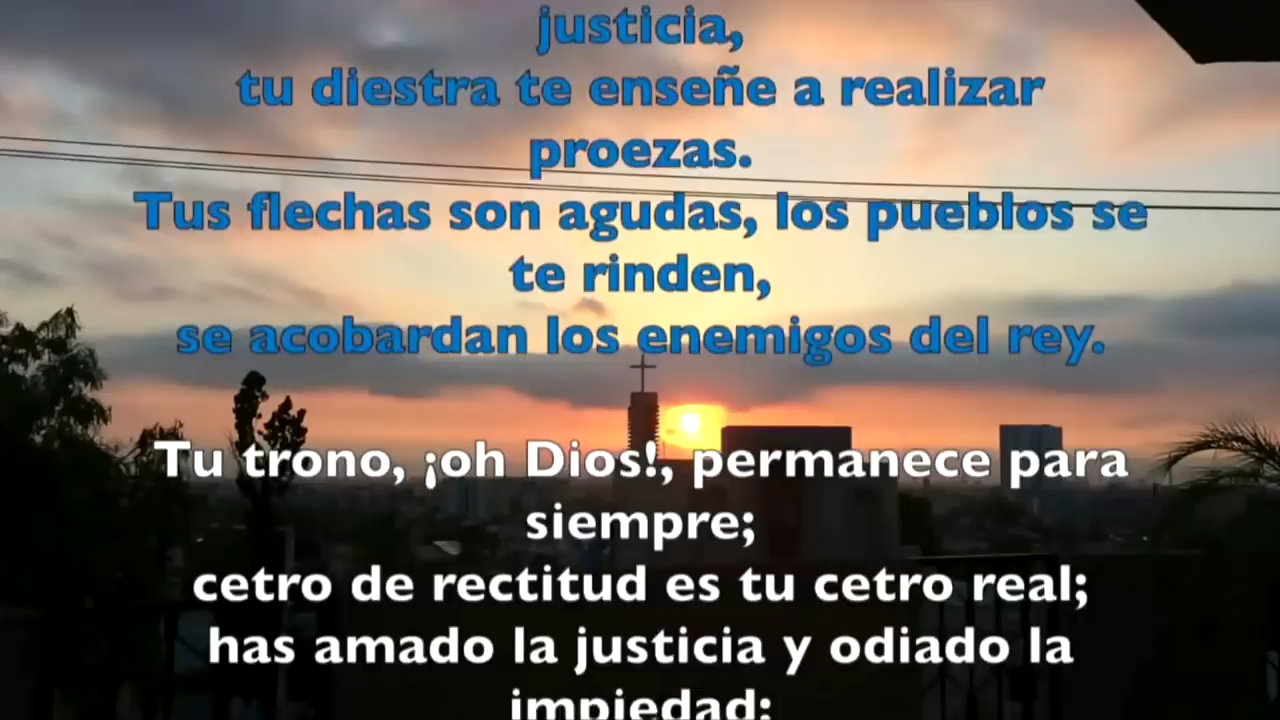 justicia,
tu diestra te enseñe a realizar
proezas.
Tus flechas son agudas, los pueblos se
te rinden,
se acobardan los enemigos del rey.
Tu trono, ¡oh Dios!, permanece para
siempre;
cetro de rectitud es tu cetro real;
has amado la justicia y odiado la
impiedad;